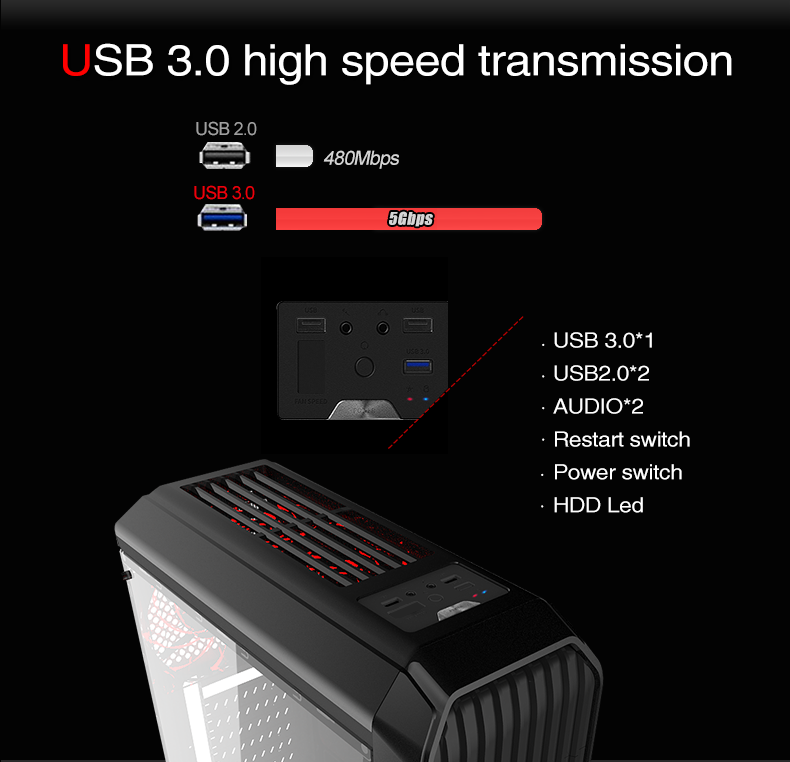 USB 3.0 high speed transmission
USB 2.0
480Mbps
USB 3.0
5Gbps
· USB 3.0*1
· USB2.0*2
· AUDIO*2
· Restart switch
· Power switch
· HDD Led